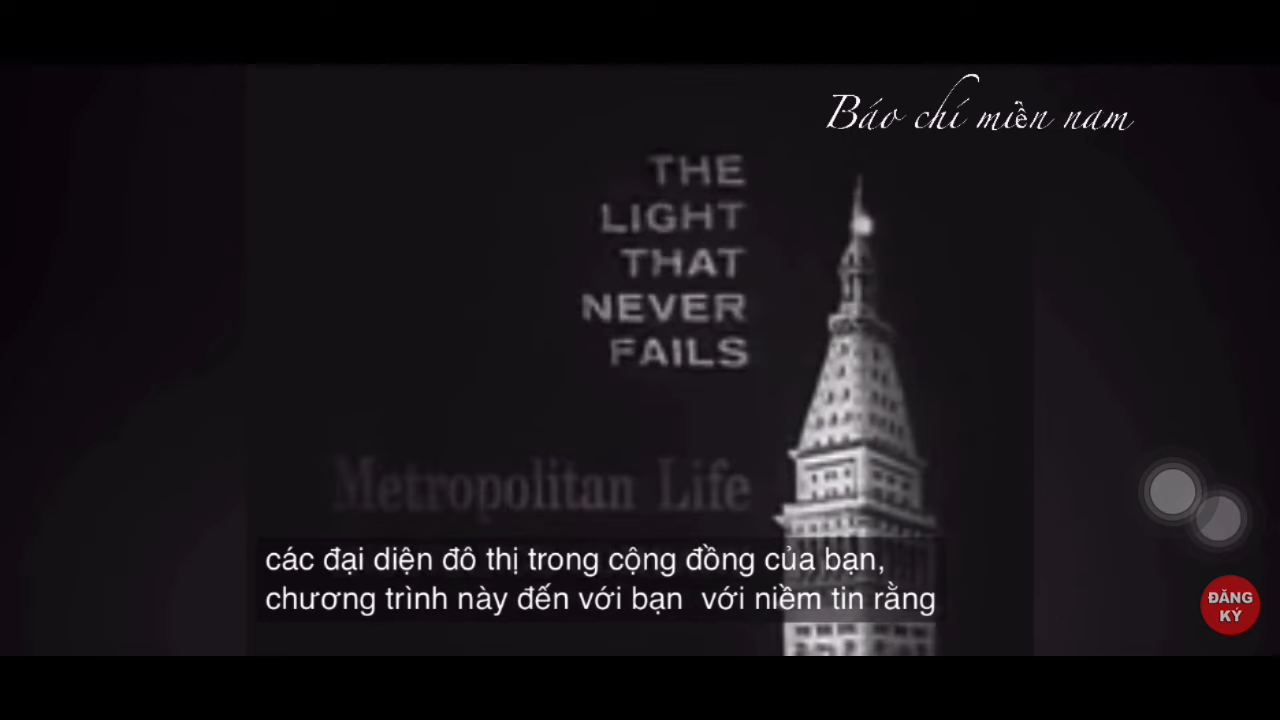 Báo chí miền nam
THE
LIGHT
THAT
NEVER
FAILS
Metropolitan Life
các đại diện đô thị trong cộng đồng của bạn,
chương trình này đến với bạn với niềm tin rằng
ĐĂNG
KÝ